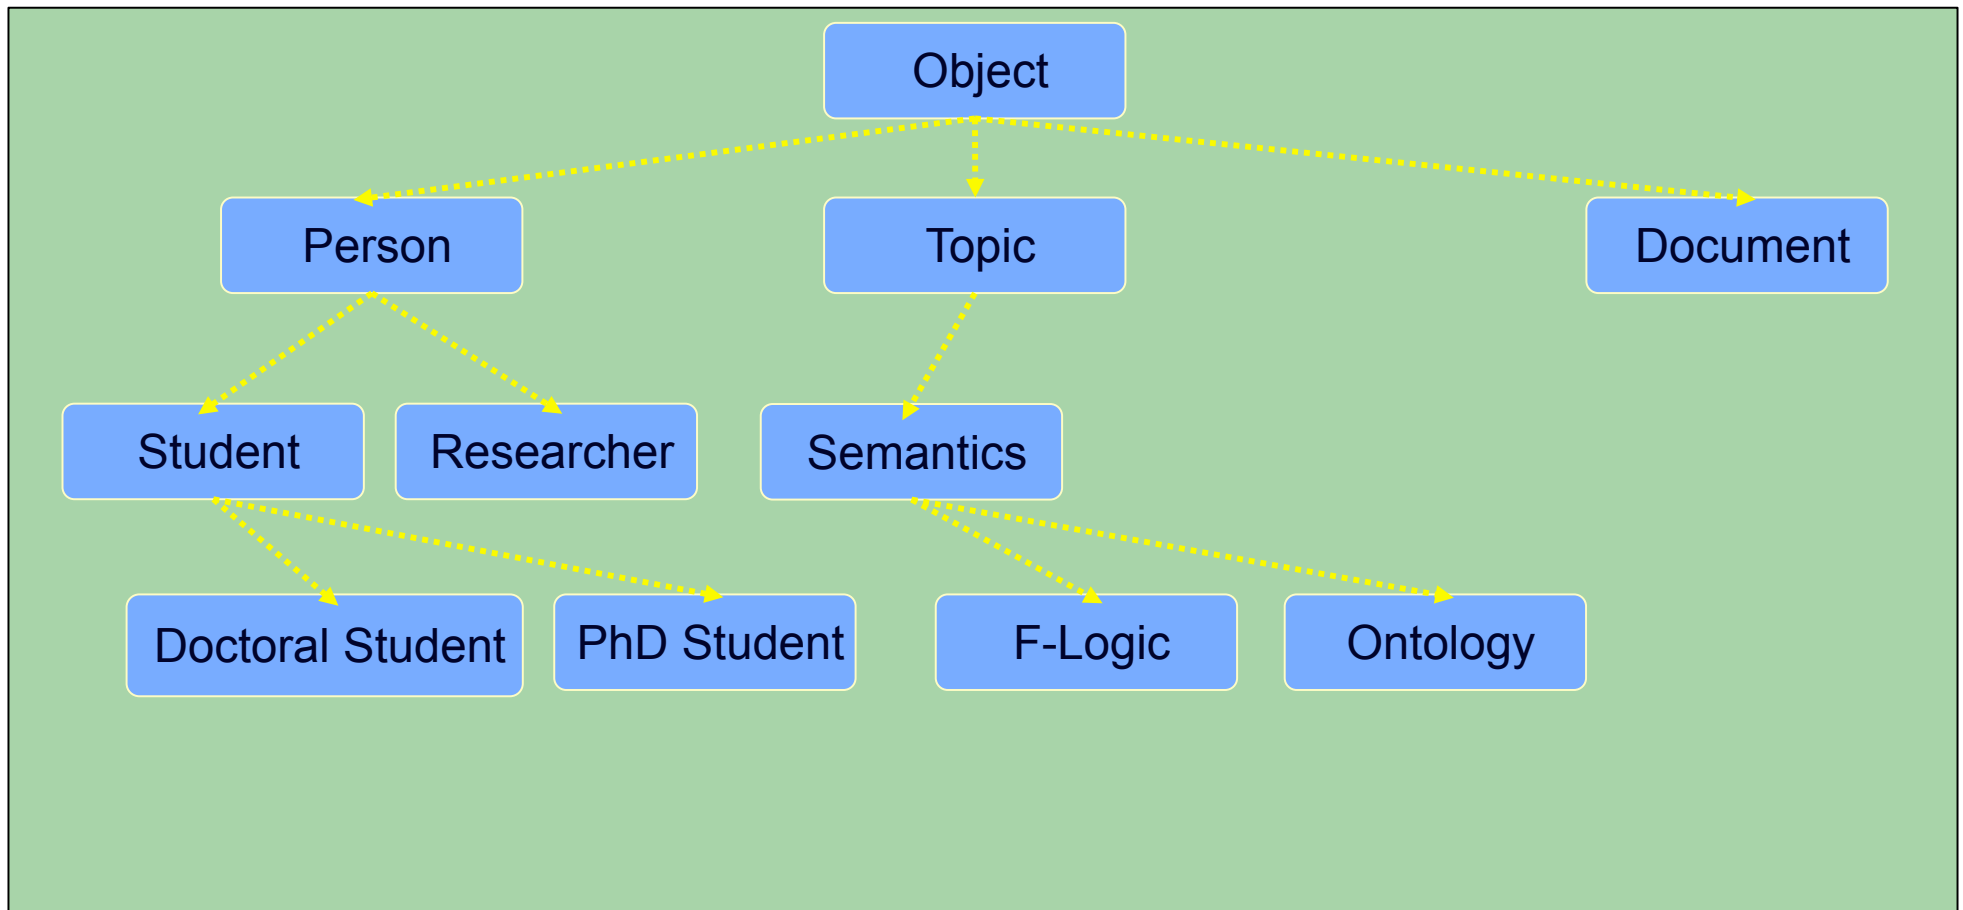 Object
Person
Topic
Document
Student
Researcher
Semantics
Doctoral Student
PhD Student
F-Logic
Ontology